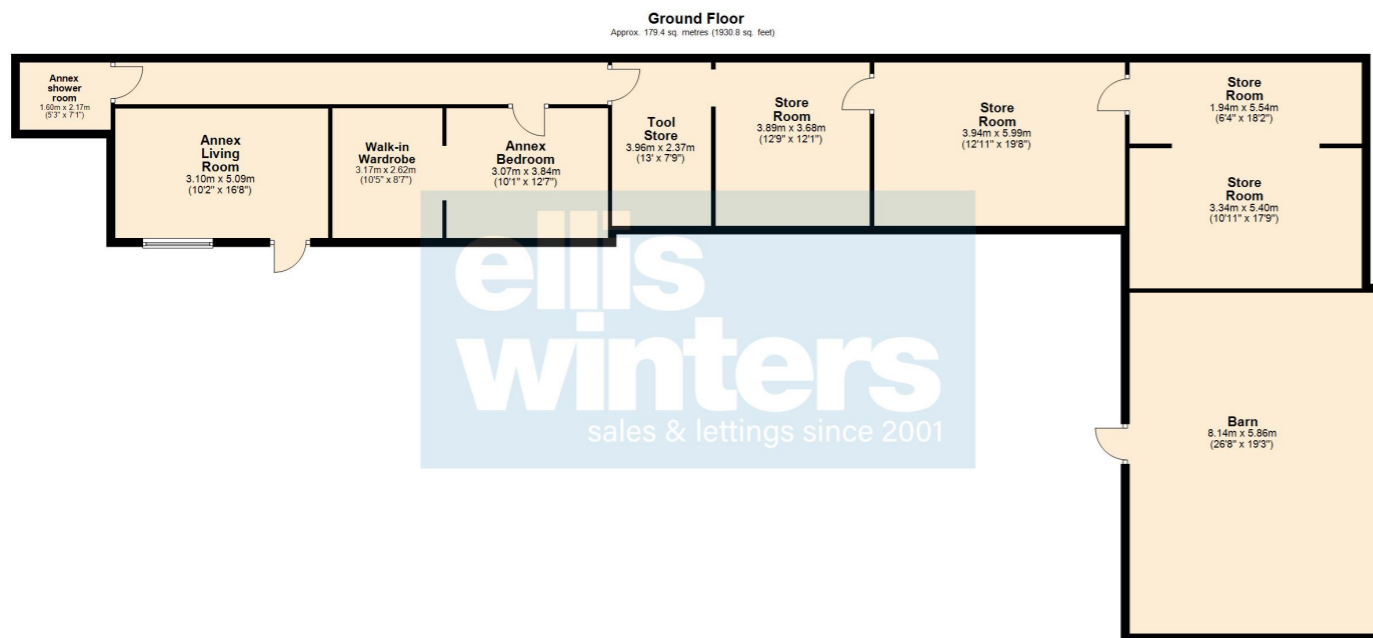 Ground Floor
Approx. 179.4 sq. metres (1930.8 sq. feet)
Annex
shower
room
1.60m x 2.17m
(5'3" x 7'1")
Annex
Living
Room
3.10m x 5.09m
(10'2" x 16'8")
Walk-in
Wardrobe
3.17m x 2.62m
(10'5" x 8'7")
Annex
Bedroom
3.07m x 3.84m
(10'1" x 12'7")
Tool
Store
3.96m x 2.37m
(13' x 7'9")
Store
Room
3.89m x 3.68m
(12'9" x 12'1")
Store
Room
3.94m x 5.99m
(12'11" x 19'8")
Store
Room
1.94m x 5.54m
(6'4" x 18'2")
Store
Room
3.34m x 5.40m
(10'11" x 17'9")
Barn
8.14m x 5.86m
(26'8" x 19'3")
ellis
winters
sales & lettings since 2001